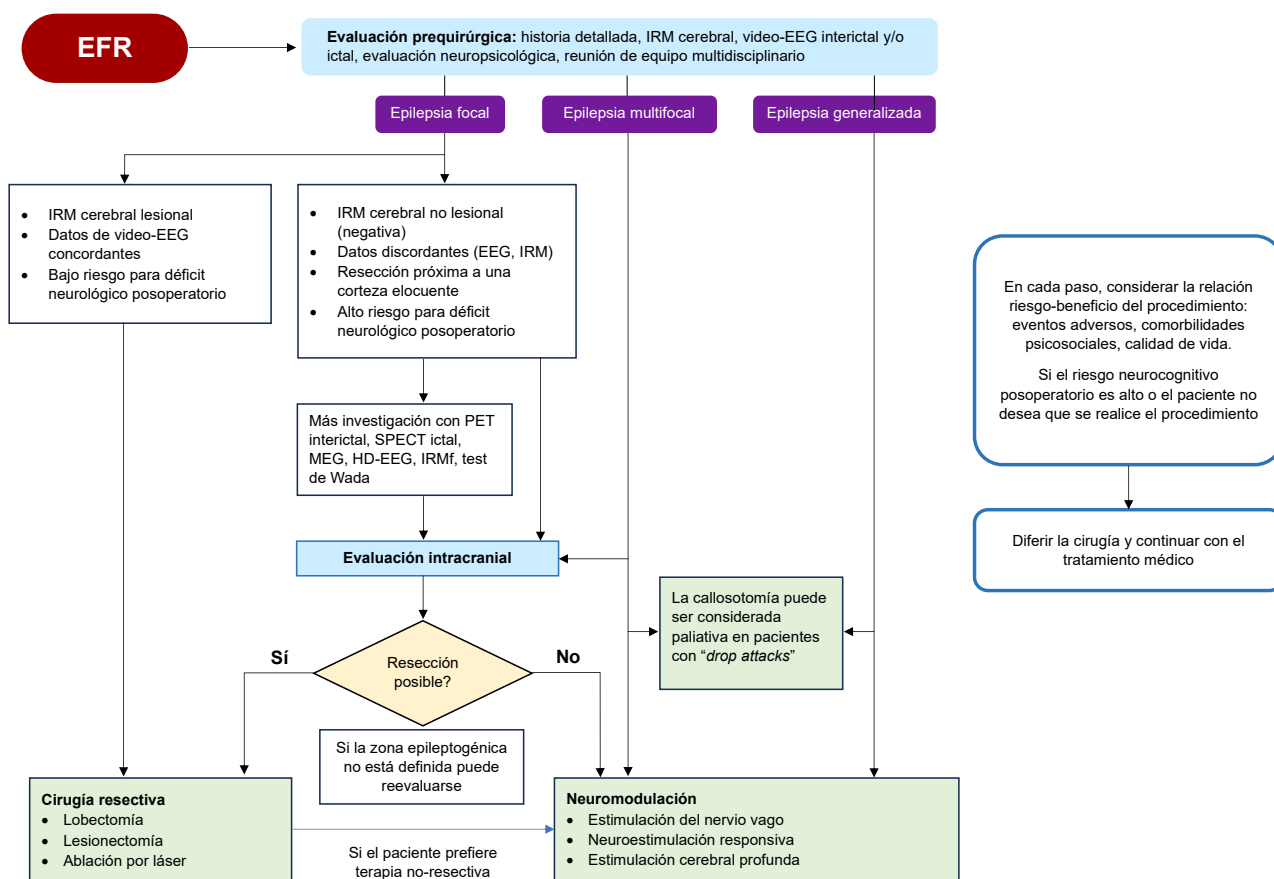 EFR
Evaluación prequirúrgica: historia detallada, IRM cerebral, video-EEG interictal y/o
ictal, evaluación neuropsicológica, reunión de equipo multidisciplinario
Epilepsia focal
Epilepsia multifocal
Epilepsia generalizada
• IRM cerebral lesional
• Datos de video-EEG
concordantes
• Bajo riesgo para déficit
neurológico posoperatorio
• IRM cerebral no lesional
(negativa)
• Datos discordantes (EEG, IRM)
• Resección próxima a una
corteza elocuente
• Alto riesgo para déficit
neurológico posoperatorio
En cada paso, considerar la relación
riesgo-beneficio del procedimiento:
eventos adversos, comorbilidades
psicosociales, calidad de vida.
Si el riesgo neurocognitivo
posoperatorio es alto o el paciente no
desea que se realice el procedimiento
Más investigación con PET
interictal, SPECT ictal,
MEG, HD-EEG, IRMf, test
de Wada
Evaluación intracranial
Diferir la cirugía y continuar con el
tratamiento médico
La callosotomía puede
ser considerada
paliativa en pacientes
con “drop attacks”
Sí
Resección
posible?
No
Si la zona epileptogénica
no está definida puede
reevaluarse
Cirugía resectiva
• Lobectomía
• Lesionectomía
• Ablación por láser
Si el paciente prefiere
terapia no-resectiva
Neuromodulación
• Estimulación del nervio vago
• Neuroestimulación responsiva
• Estimulación cerebral profunda